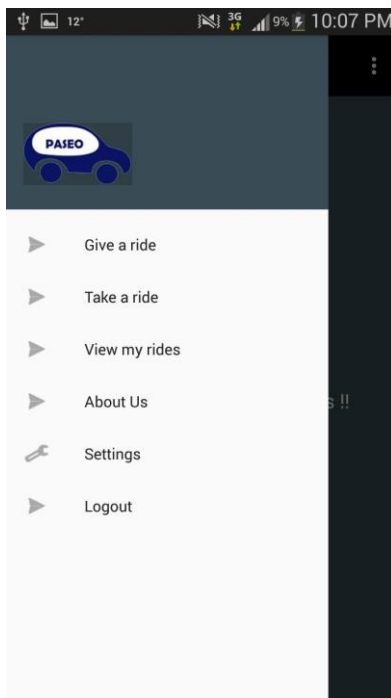 12° 3G 9% 10:07 PM
PASEO
Give a ride
Take a ride
View my rides
About Us
s !!
Settings
Logout